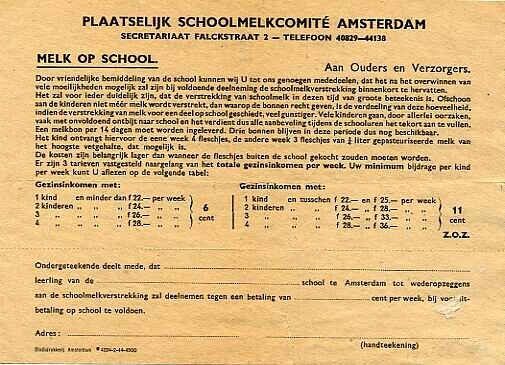 PLAATSELIJK SCHOOLMELKCOMITÉ AMSTERDAM
SECRETARIAAT FALCKSTRAAT 2 — TELEFOON 40829—44138
MELK OP SCHOOL.
Aan Ouders en Verzorgers.
Door vriendelijke bemiddeling van de school kunnen wij U tot ons genoegen mededeelen, dat het na het overwinnen van
vele moeilijkheden mogelijk zal zijn bij voldoende deelneming de schoolmelkverstrekking binnenkort te hervatten.
Het zal voor ieder duidelijk zijn, dat de verstrekking van schoolmelk in dezen tijd van groote beteekenis is. Ofschoon
aan de kinderen niet méér melk wordt verstrekt, dan waarop de bonnen recht geven, is de verdeeling van deze hoeveelheid,
indien de verstrekking van melk voor een deel op school geschiedt, veel gunstiger. Vele kinderen gaan, door allerlei oorzaken,
vaak met onvoldoend ontbijt naar school en het verdient dus alle aanbeveling tijdens de schooluren het tekort aan te vullen.
Een melkbon per 14 dagen moet worden ingeleverd. Drie bonnen blijven in deze periode dus nog beschikbaar.
Het kind ontvangt hiervoor de eene week 4 fleschjes, de andere week 3 fleschjes van ¼ liter gepasteuriseerde melk van
het hoogste vetgehalte, dat mogelijk is.
De kosten zijn belangrijk lager dan wanneer de fleschjes buiten de school gekocht zouden moeten worden.
Er zijn 3 tarieven vastgesteld naargelang van het totale gezinsinkomen per week. Uw minimum bijdrage per kind
per week kunt U aflezen op de volgende tabel:
Gezinsinkomen met: Gezinsinkomen met:
1 kind en minder dan f 22.— per week 1 kind en tusschen f 22.— en f 25.— per week
2 kinderen „ „ „ f 24.— „ „ 6 2 kinderen „ „ f 24.— „ f 28.— „ „ 11
3 „ „ „ „ f 26.— „ „ cent 3 „ „ „ f 26.— „ f 33.— „ „ cent
4 „ „ „ „ f 28.— „ „ 4 „ „ „ f 28.— „ f 36.— „ „
Z.O.Z.
Ondergeteekende deelt mede, dat
leerling van de school te Amsterdam tot wederopzeggens
aan de schoolmelkverstrekking zal deelnemen tegen een betaling van cent per week, bij vooruit-
betaling op school te voldoen.
Adres:
(handteekening)
Stadsdrukkerij Amsterdam